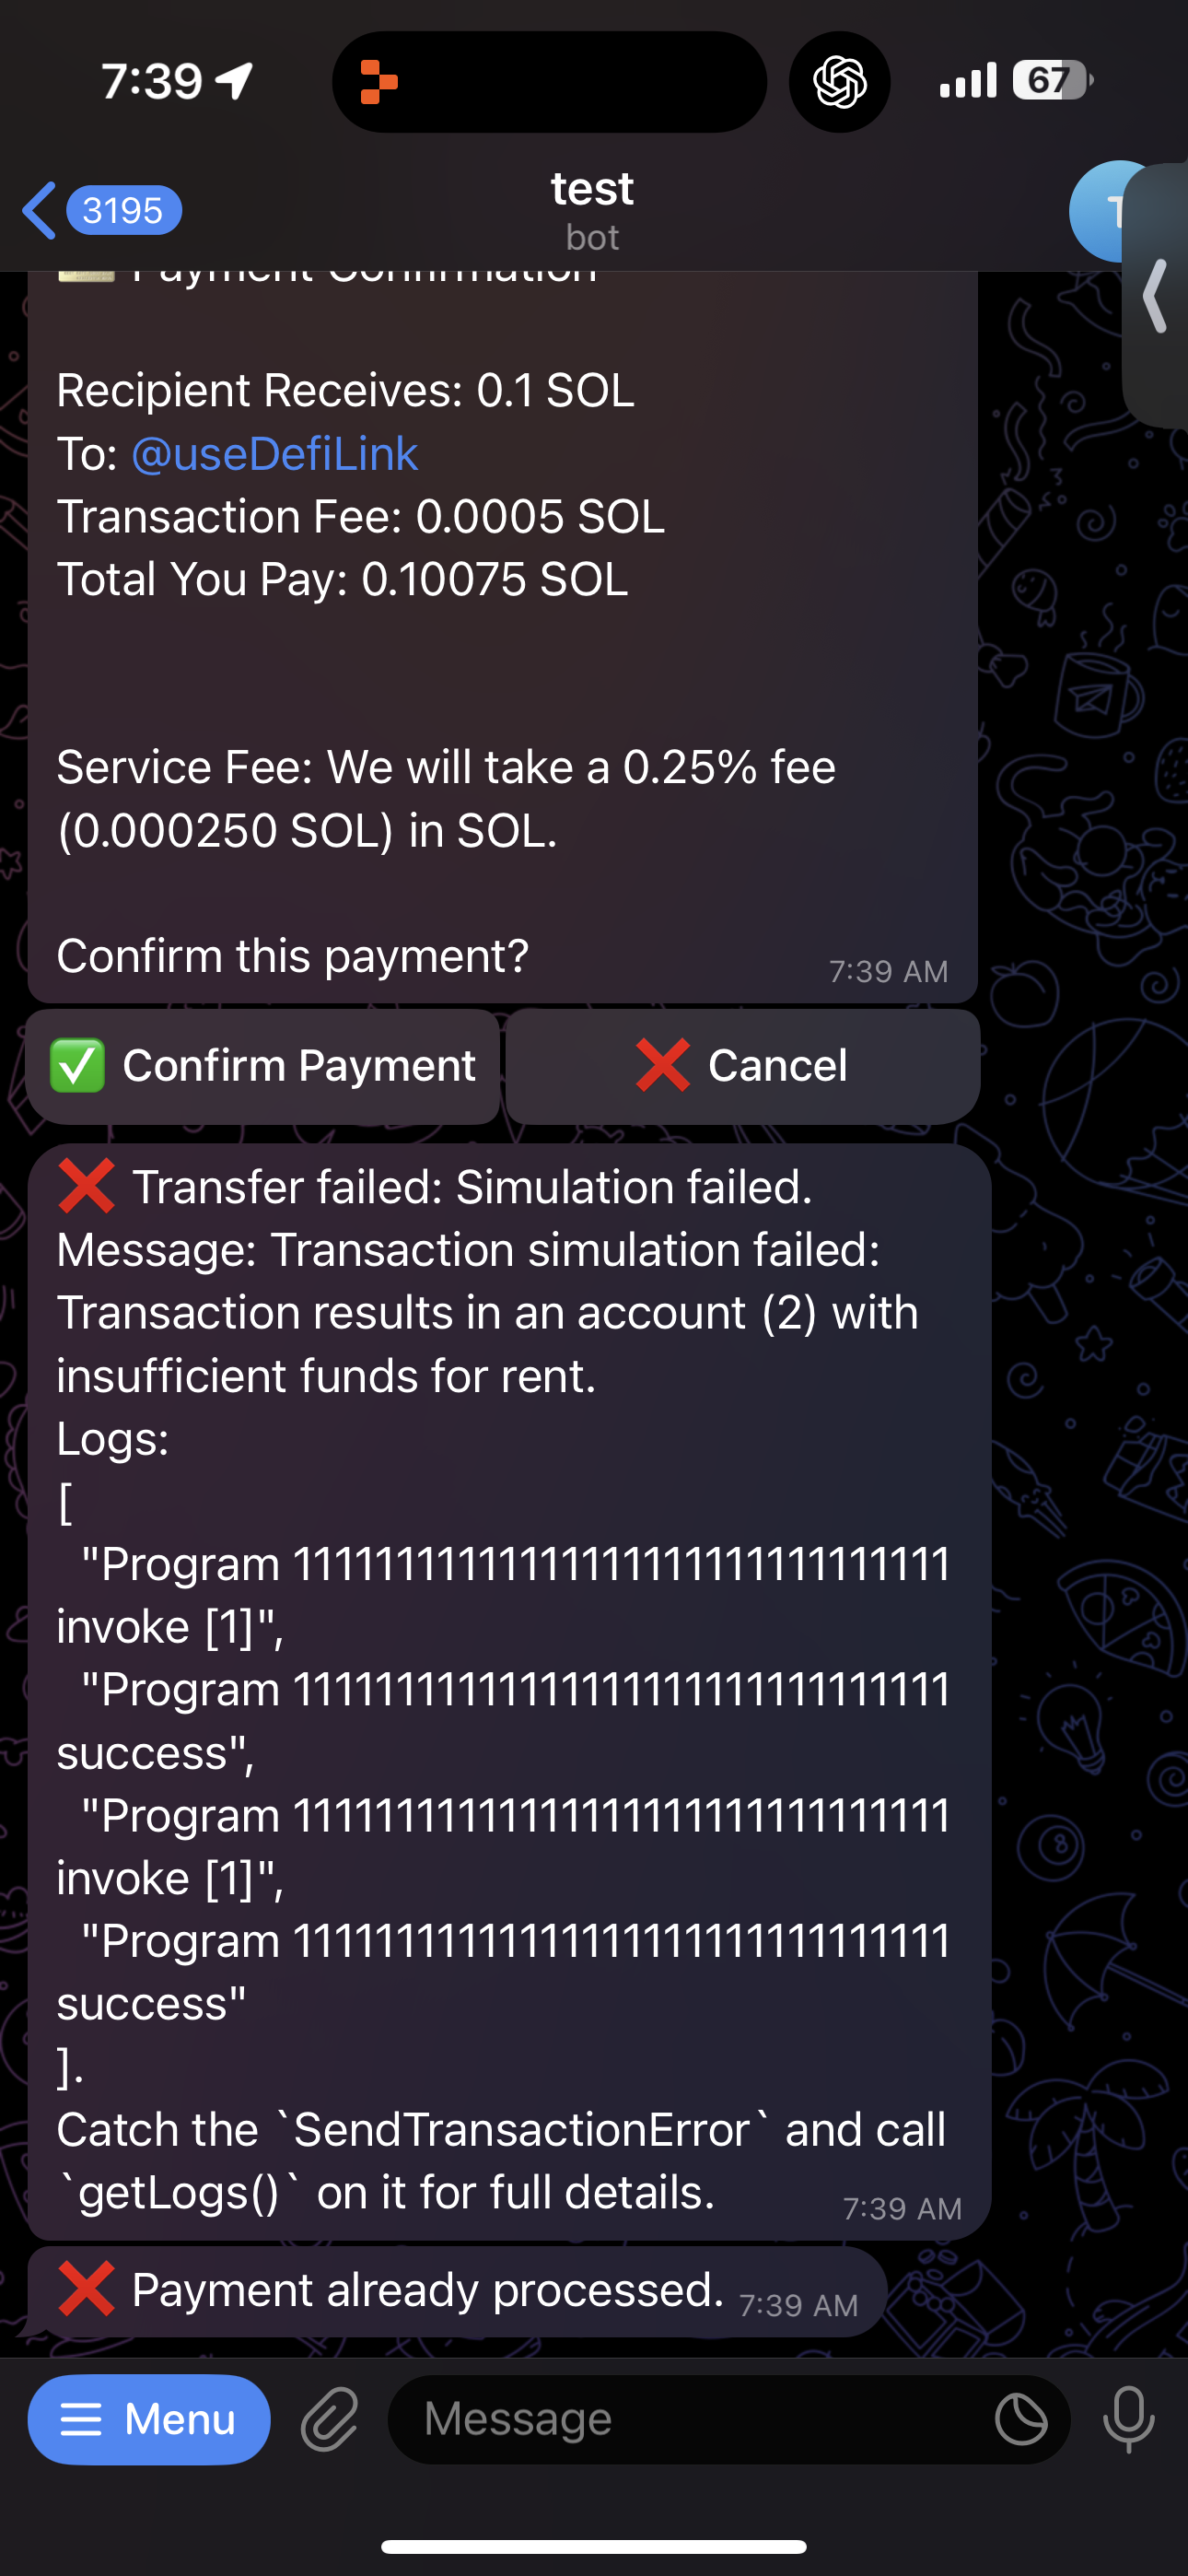 7:39
67
3195
test
bot
Payment Confirmation
Recipient Receives: 0.1 SOL
To: @useDefiLink
Transaction Fee: 0.0005 SOL
Total You Pay: 0.10075 SOL
Service Fee: We will take a 0.25% fee
(0.000250 SOL) in SOL.
Confirm this payment?
7:39 AM
✅ Confirm Payment
❌ Cancel
❌ Transfer failed: Simulation failed.
Message: Transaction simulation failed:
Transaction results in an account (2) with
insufficient funds for rent.
Logs:
[
"Program 11111111111111111111111111111111
invoke [1]",
"Program 11111111111111111111111111111111
success",
"Program 11111111111111111111111111111111
invoke [1]",
"Program 11111111111111111111111111111111
success"
].
Catch the `SendTransactionError` and call
`getLogs()` on it for full details.
7:39 AM
❌ Payment already processed.
7:39 AM
Menu
Message